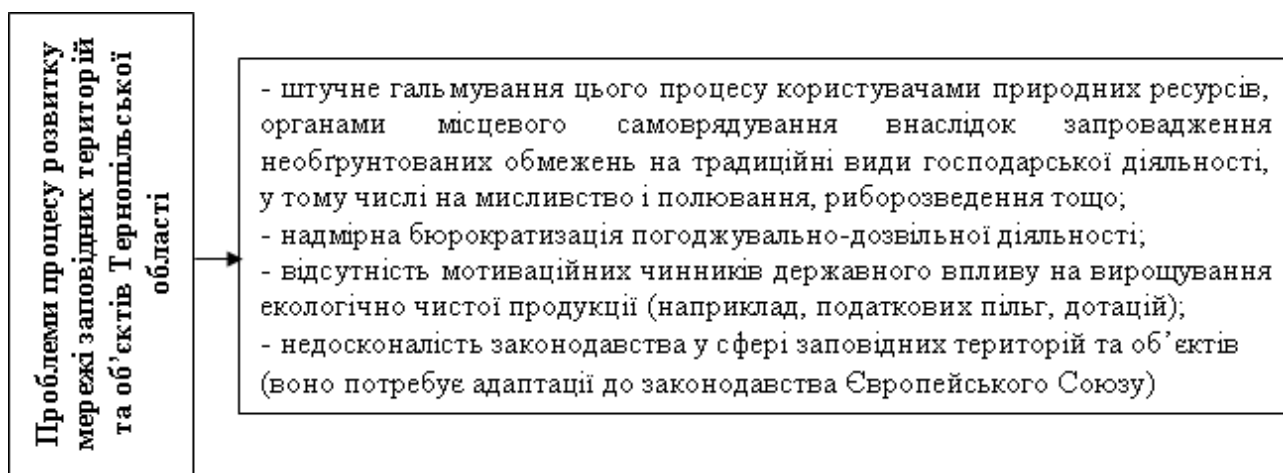 Проблеми процесу розвитку
мережі заповідних територій
та об’єктів Тернопільської
області
- штучне гальмування цього процесу користувачами природних ресурсів,
органами місцевого самоврядування внаслідок запровадження
необґрунтованих обмежень на традиційні види господарської діяльності,
у тому числі на мисливство і полювання, риборозведення тощо;
- надмірна бюрократизація погоджувально-дозвільної діяльності;
- відсутність мотиваційних чинників державного впливу на вирощування
екологічно чистої продукції (наприклад, податкових пільг, дотацій);
- недосконалість законодавства у сфері заповідних територій та об’єктів
(воно потребує адаптації до законодавства Європейського Союзу)